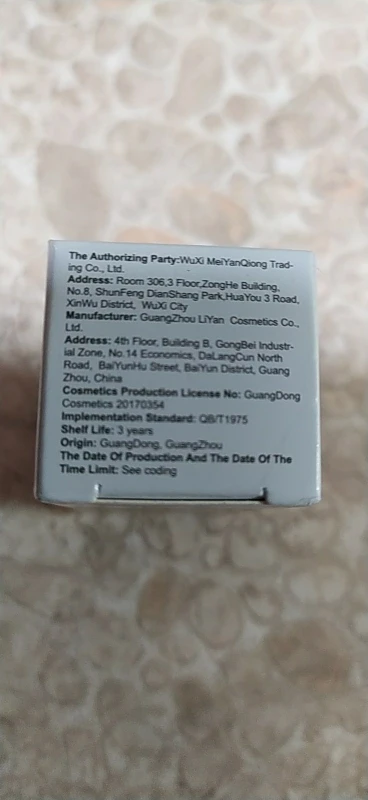 The Authorizing Party:WuXi MeiYanQiong Trad-
ing Co., Ltd.
Address: Room 306,3 Floor,ZongHe Building,
No.8, ShunFeng DianShang Park,HuaYou 3 Road,
XinWu District, WuXi City
Manufacturer: GuangZhou LiYan Cosmetics Co.,
Ltd.
Address: 4th Floor, Building B, GongBei Industr-
ial Zone, No.14 Economics, DaLangCun North
Road, BaiYunHu Street, BaiYun District, Guang
Zhou, China
Cosmetics Production License No: GuangDong
Cosmetics 20170354
Implementation Standard: QB/T1975
Shelf Life: 3 years
Origin: GuangDong, GuangZhou
The Date Of Production And The Date Of The
Time Limit: See coding